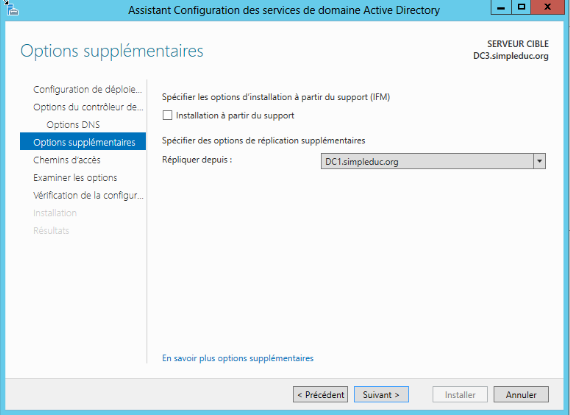 Assistant Configuration des services de domaine Active Directory
Options supplémentaires
SERVEUR CIBLE
DC3.simpleduc.org
Configuration de déploie...
Options du contrôleur de...
Options DNS
Options supplémentaires
Chemins d'accès
Examiner les options
Vérification de la configur...
Installation
Résultats
Spécifier les options d'installation à partir du support (IFM)
Installation à partir du support
Spécifier des options de réplication supplémentaires
Répliquer depuis :
DC1.simpleduc.org
En savoir plus options supplémentaires
< Précédent
Suivant >
Installer
Annuler